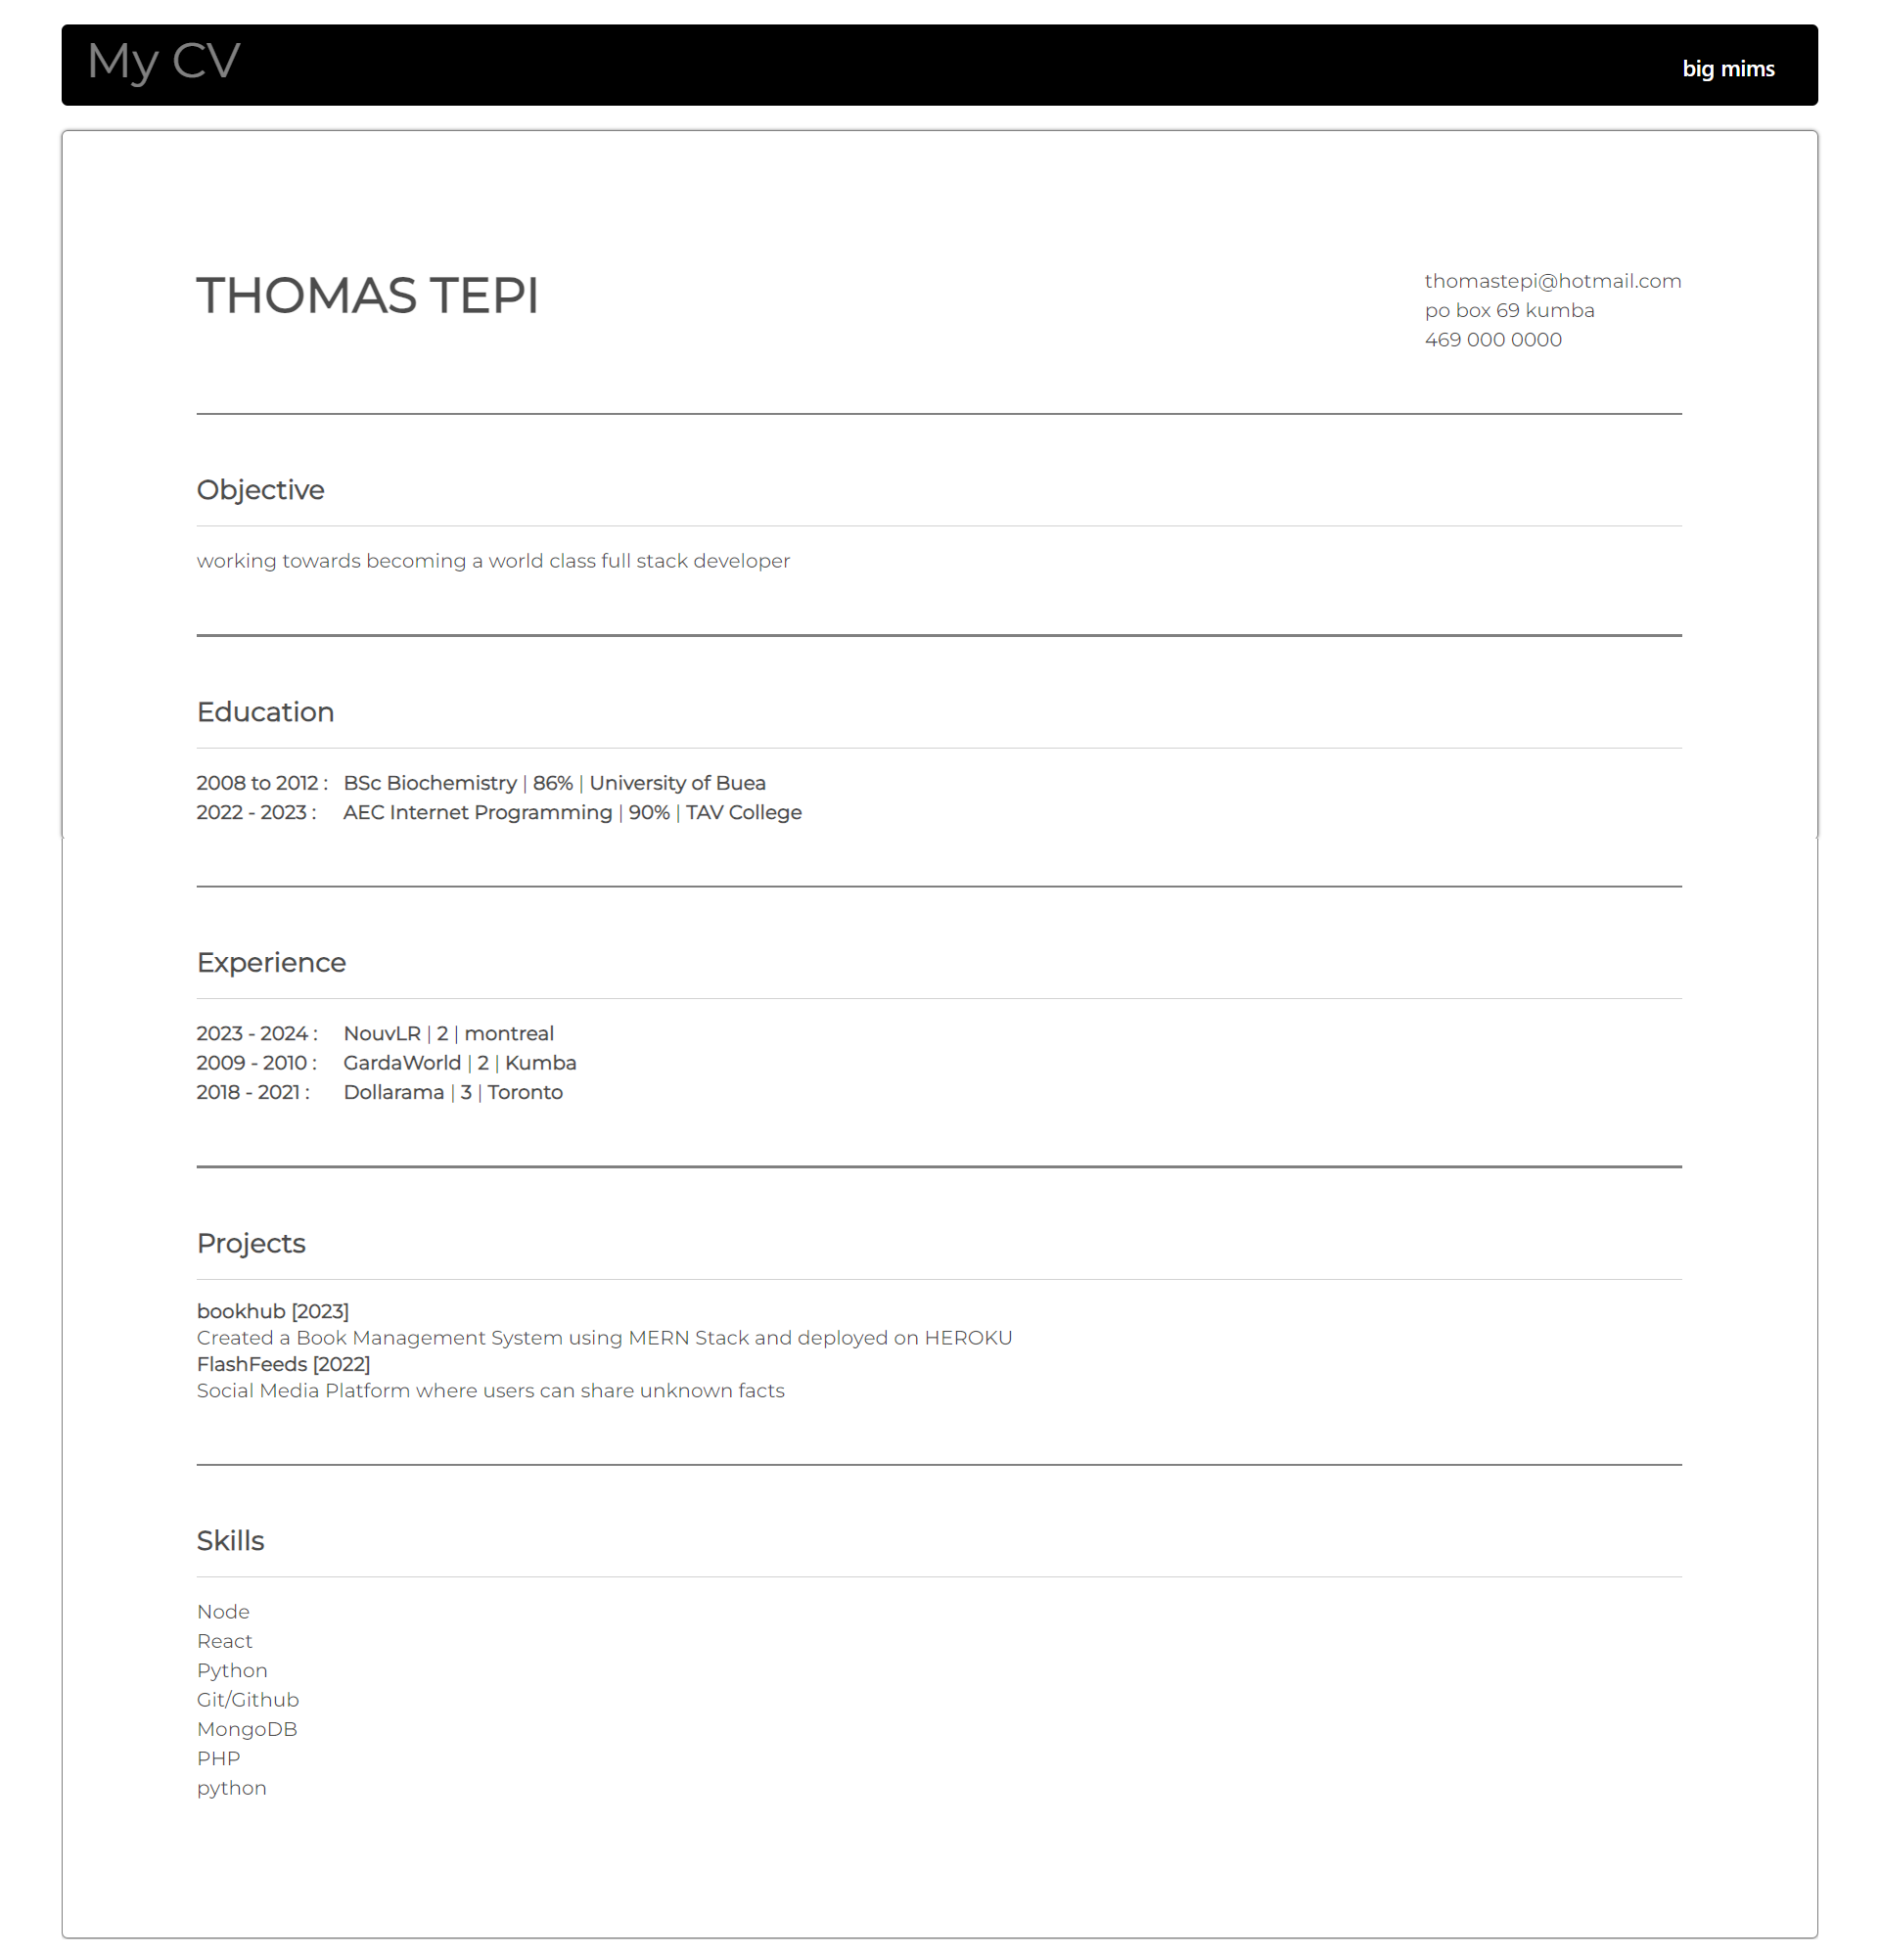 My CV
big mims
THOMAS TEPI
thomastepi@hotmail.com
po box 69 kumba
469 000 0000
Objective
working towards becoming a world class full stack developer
Education
2008 to 2012 : BSc Biochemistry | 86% | University of Buea
2022 - 2023 : AEC Internet Programming | 90% | TAV College
Experience
2023 - 2024 : NouvLR | 2 | montreal
2009 - 2010 : GardaWorld | 2 | Kumba
2018 - 2021 : Dollarama | 3 | Toronto
Projects
bookhub [2023]
Created a Book Management System using MERN Stack and deployed on HEROKU
FlashFeeds [2022]
Social Media Platform where users can share unknown facts
Skills
Node
React
Python
Git/Github
MongoDB
PHP
python